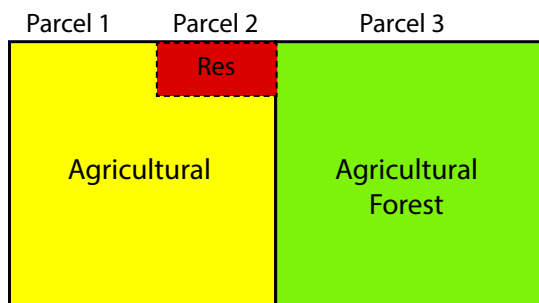 Parcel 1 Parcel 2 Parcel 3
Res
Agricultural
Agricultural
Forest